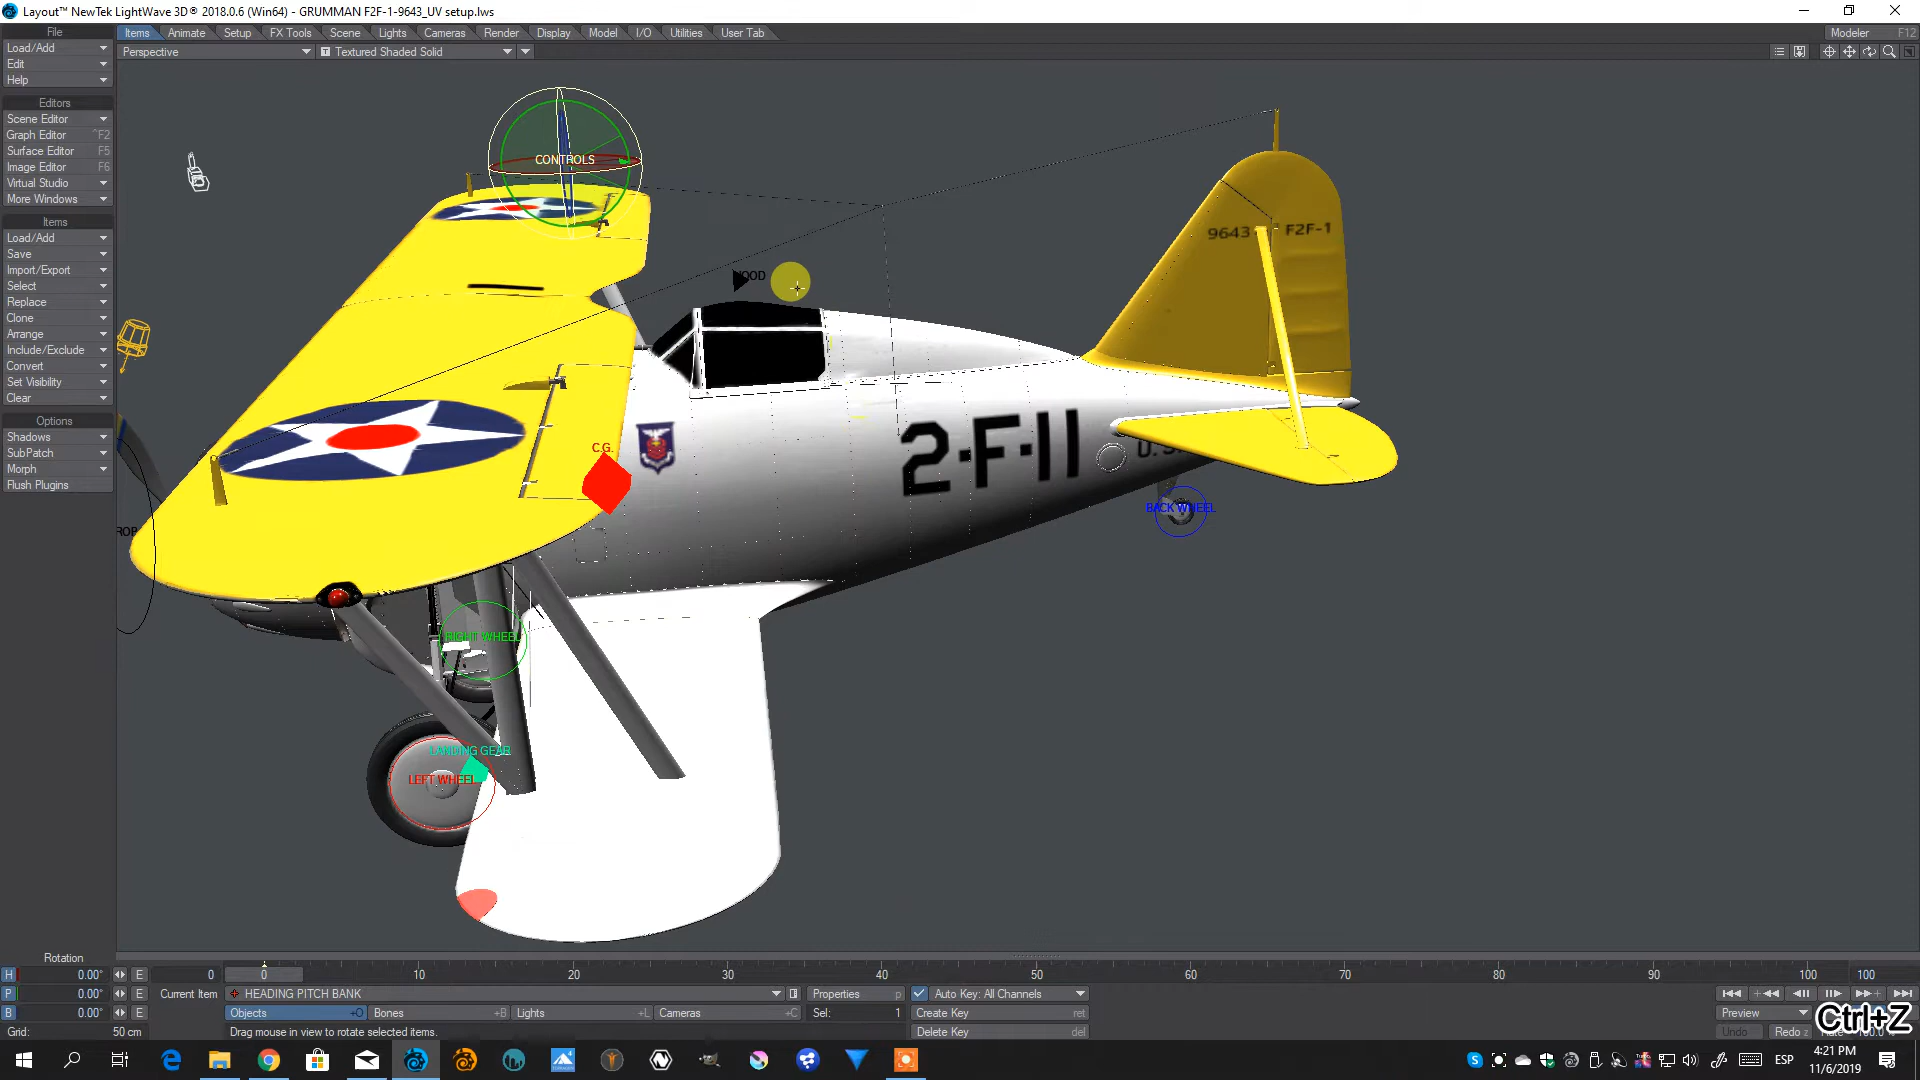 Layout™ NewTek LightWave 3D® 2018.0.6 (Win64) - GRUMMAN F2F-1-9643_UV setup.lws
File
Items
Animate
Setup
FX Tools
Scene
Lights
Cameras
Render
Display
Model
I/O
Utilities
User Tab
Modeler F12
Load/Add
Perspective
T Textured Shaded Solid
Edit
Help
Editors
Scene Editor
Graph Editor ^F2
Surface Editor F5
Image Editor F6
Virtual Studio
More Windows
Items
Load/Add
Save
Import/Export
Select
Replace
Clone
Arrange
Include/Exclude
Convert
Set Visibility
Clear
Options
Shadows
SubPatch
Morph
Flush Plugins
CONTROLS
9643
F2F-1
C.G.
2-F-11
BACK WHEEL
RIGHT WHEEL
LANDING GEAR
LEFT WHEEL
Rotation
H 0.00° E
0
0 10 20 30 40 50 60 70 80 90 100
100
P 0.00° E
Current Item
HEADING PITCH BANK
Properties p
Auto Key: All Channels
B 0.00° E
Objects +O
Bones +B
Lights +L
Cameras +C
Sel: 1
Create Key ret
Preview
Grid: 50 cm
Drag mouse in view to rotate selected items.
Delete Key del
Undo
Redo z
Ctrl+Z
ESP
4:21 PM
11/6/2019